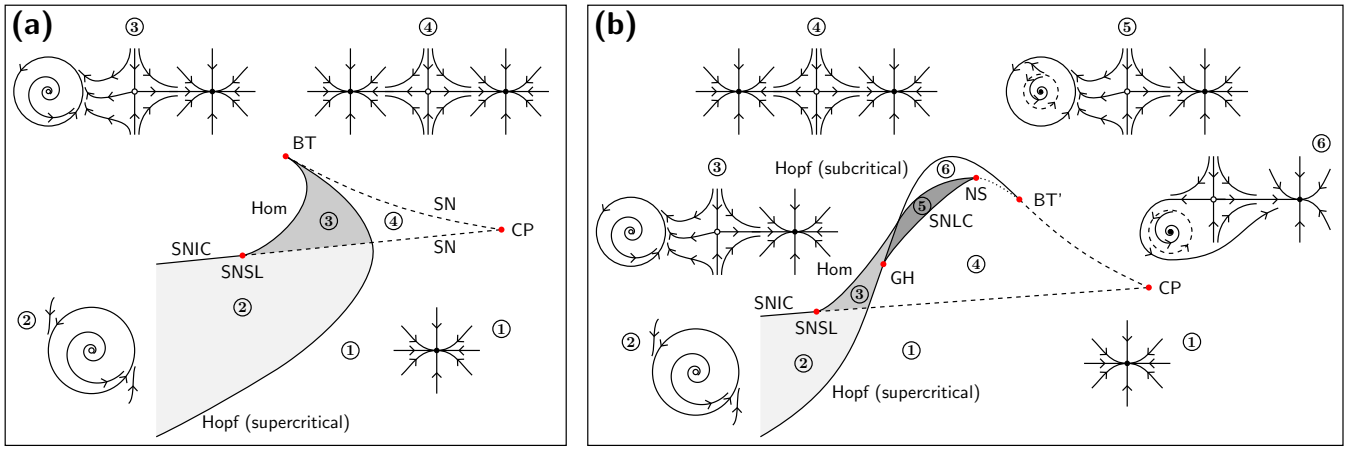 (a)
③
④
BT
Hom
③
④
SN
CP
SNIC
SN
SNSL
②
②
①
①
Hopf (supercritical)
(b)
④
⑤
③
Hopf (subcritical)
⑥
⑥
NS
BT'
⑤
SNLC
Hom
GH
④
CP
SNIC
③
SNSL
②
②
①
①
Hopf (supercritical)